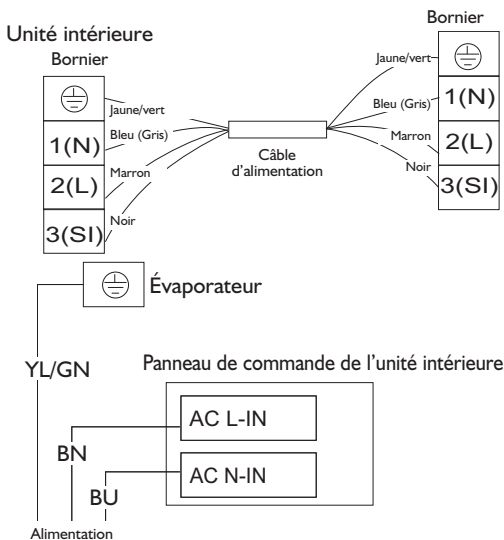 Unité intérieure
Bornier
Jaune/vert
1(N)
Bleu (Gris)
2(L)
Marron
3(SI)
Noir
Câble
d'alimentation
Bornier
Jaune/vert
1(N)
Bleu (Gris)
2(L)
Marron
3(SI)
Noir
Évaporateur
YL/GN
Panneau de commande de l'unité intérieure
AC L-IN
BN
AC N-IN
BU
Alimentation